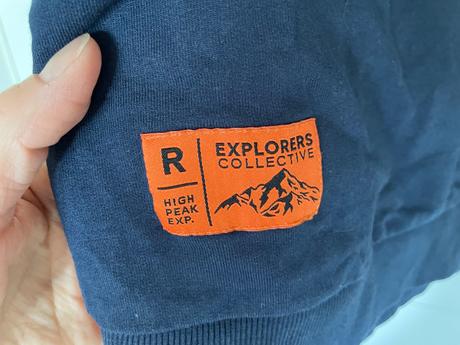 R
HIGH
PEAK
EXP.
EXPLORERS
COLLECTIVE